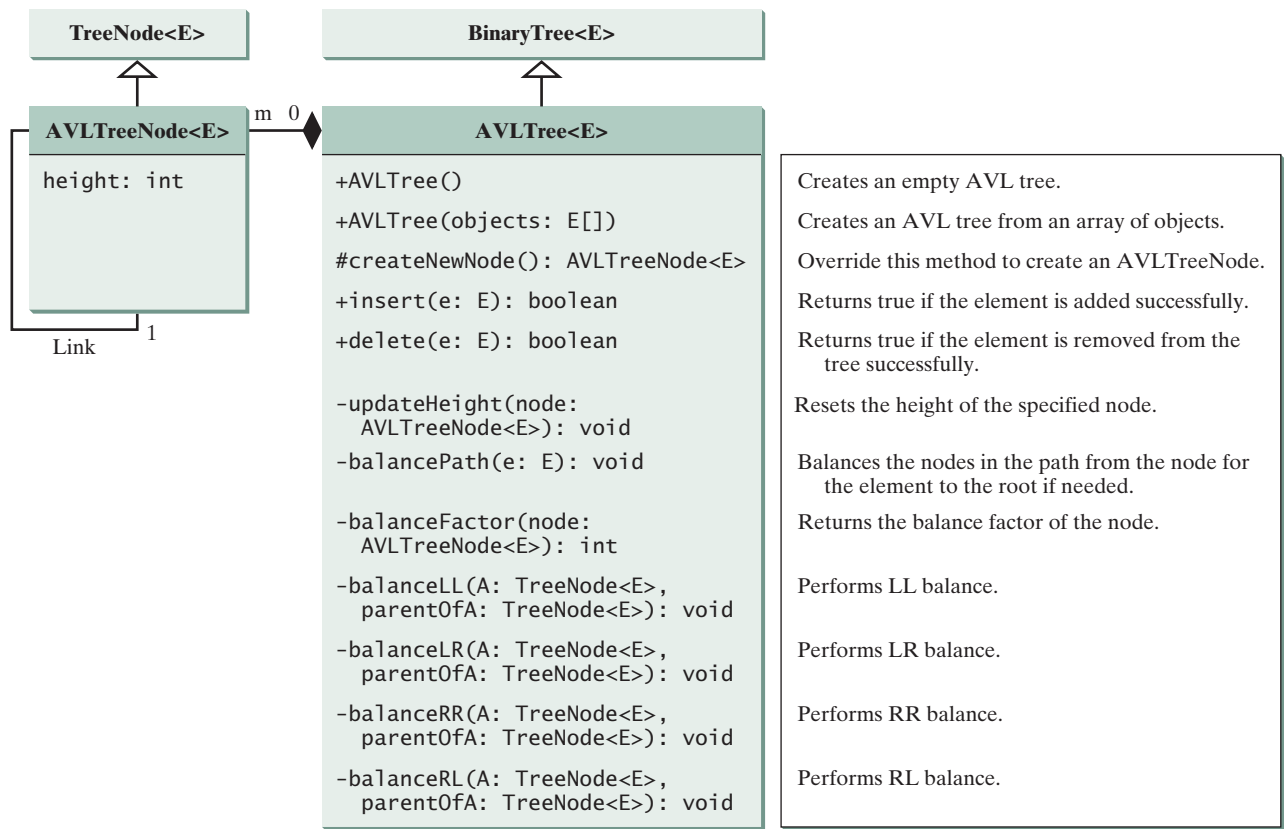 TreeNode<E>
BinaryTree<E>
AVLTreeNode<E>
m 0
AVLTree<E>
height: int
Link
1
+AVLTree()
Creates an empty AVL tree.
+AVLTree(objects: E[])
Creates an AVL tree from an array of objects.
#createNewNode(): AVLTreeNode<E>
Override this method to create an AVLTreeNode.
+insert(e: E): boolean
Returns true if the element is added successfully.
+delete(e: E): boolean
Returns true if the element is removed from the
tree successfully.
-updateHeight(node:
AVLTreeNode<E>): void
Resets the height of the specified node.
-balancePath(e: E): void
Balances the nodes in the path from the node for
the element to the root if needed.
-balanceFactor(node:
AVLTreeNode<E>): int
Returns the balance factor of the node.
-balanceLL(A: TreeNode<E>,
parentOfA: TreeNode<E>): void
Performs LL balance.
-balanceLR(A: TreeNode<E>,
parentOfA: TreeNode<E>): void
Performs LR balance.
-balanceRR(A: TreeNode<E>,
parentOfA: TreeNode<E>): void
Performs RR balance.
-balanceRL(A: TreeNode<E>,
parentOfA: TreeNode<E>): void
Performs RL balance.